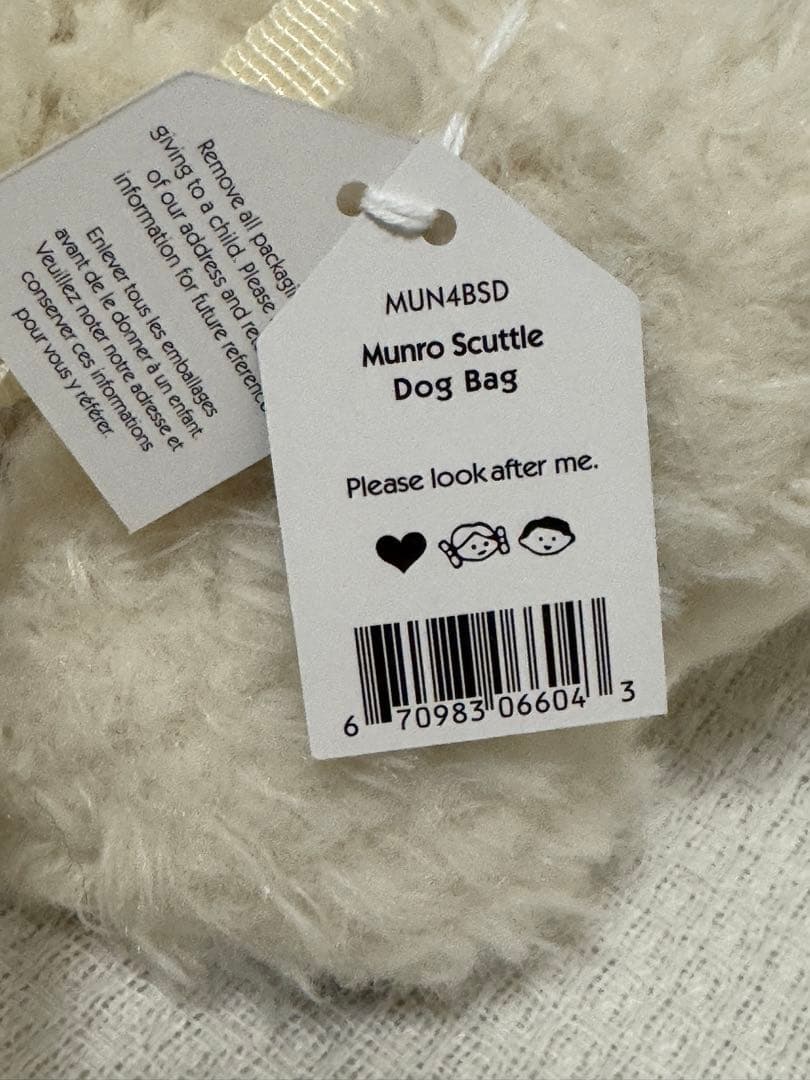 Remove all packagi
giving to a child. Please
of our address and re
information for future referenc
Enlever tous les emballages
avant de le donner à un enfant.
Veuillez noter notre adresse et
conserver ces informations
pour vous y référer.
MUN4BSD
Munro Scuttle
Dog Bag
Please look after me.
6 70983 06604 3